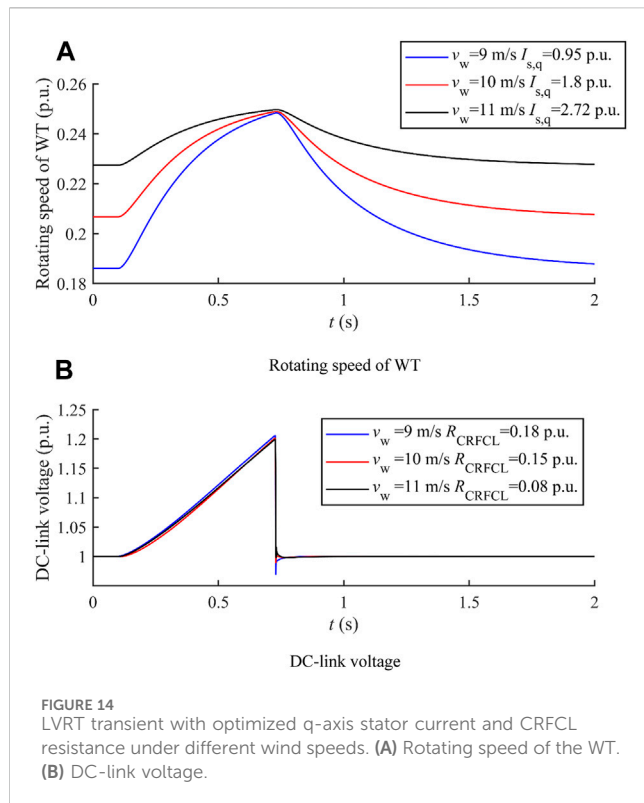 A
v_w =9 m/s I_s,q =0.95 p.u.
v_w =10 m/s I_s,q =1.8 p.u.
v_w =11 m/s I_s,q =2.72 p.u.
Rotating speed of WT (p.u.)
0.26
0.24
0.22
0.2
0.18
0 0.5 1 1.5 2
t (s)
Rotating speed of WT
B
v_w =9 m/s R_CRFCL =0.18 p.u.
v_w =10 m/s R_CRFCL =0.15 p.u.
v_w =11 m/s R_CRFCL =0.08 p.u.
DC-link voltage (p.u.)
1.25
1.2
1.15
1.1
1.05
1
0 0.5 1 1.5 2
t (s)
DC-link voltage
FIGURE 14
LVRT transient with optimized q-axis stator current and CRFCL
resistance under different wind speeds. (A) Rotating speed of the WT.
(B) DC-link voltage.